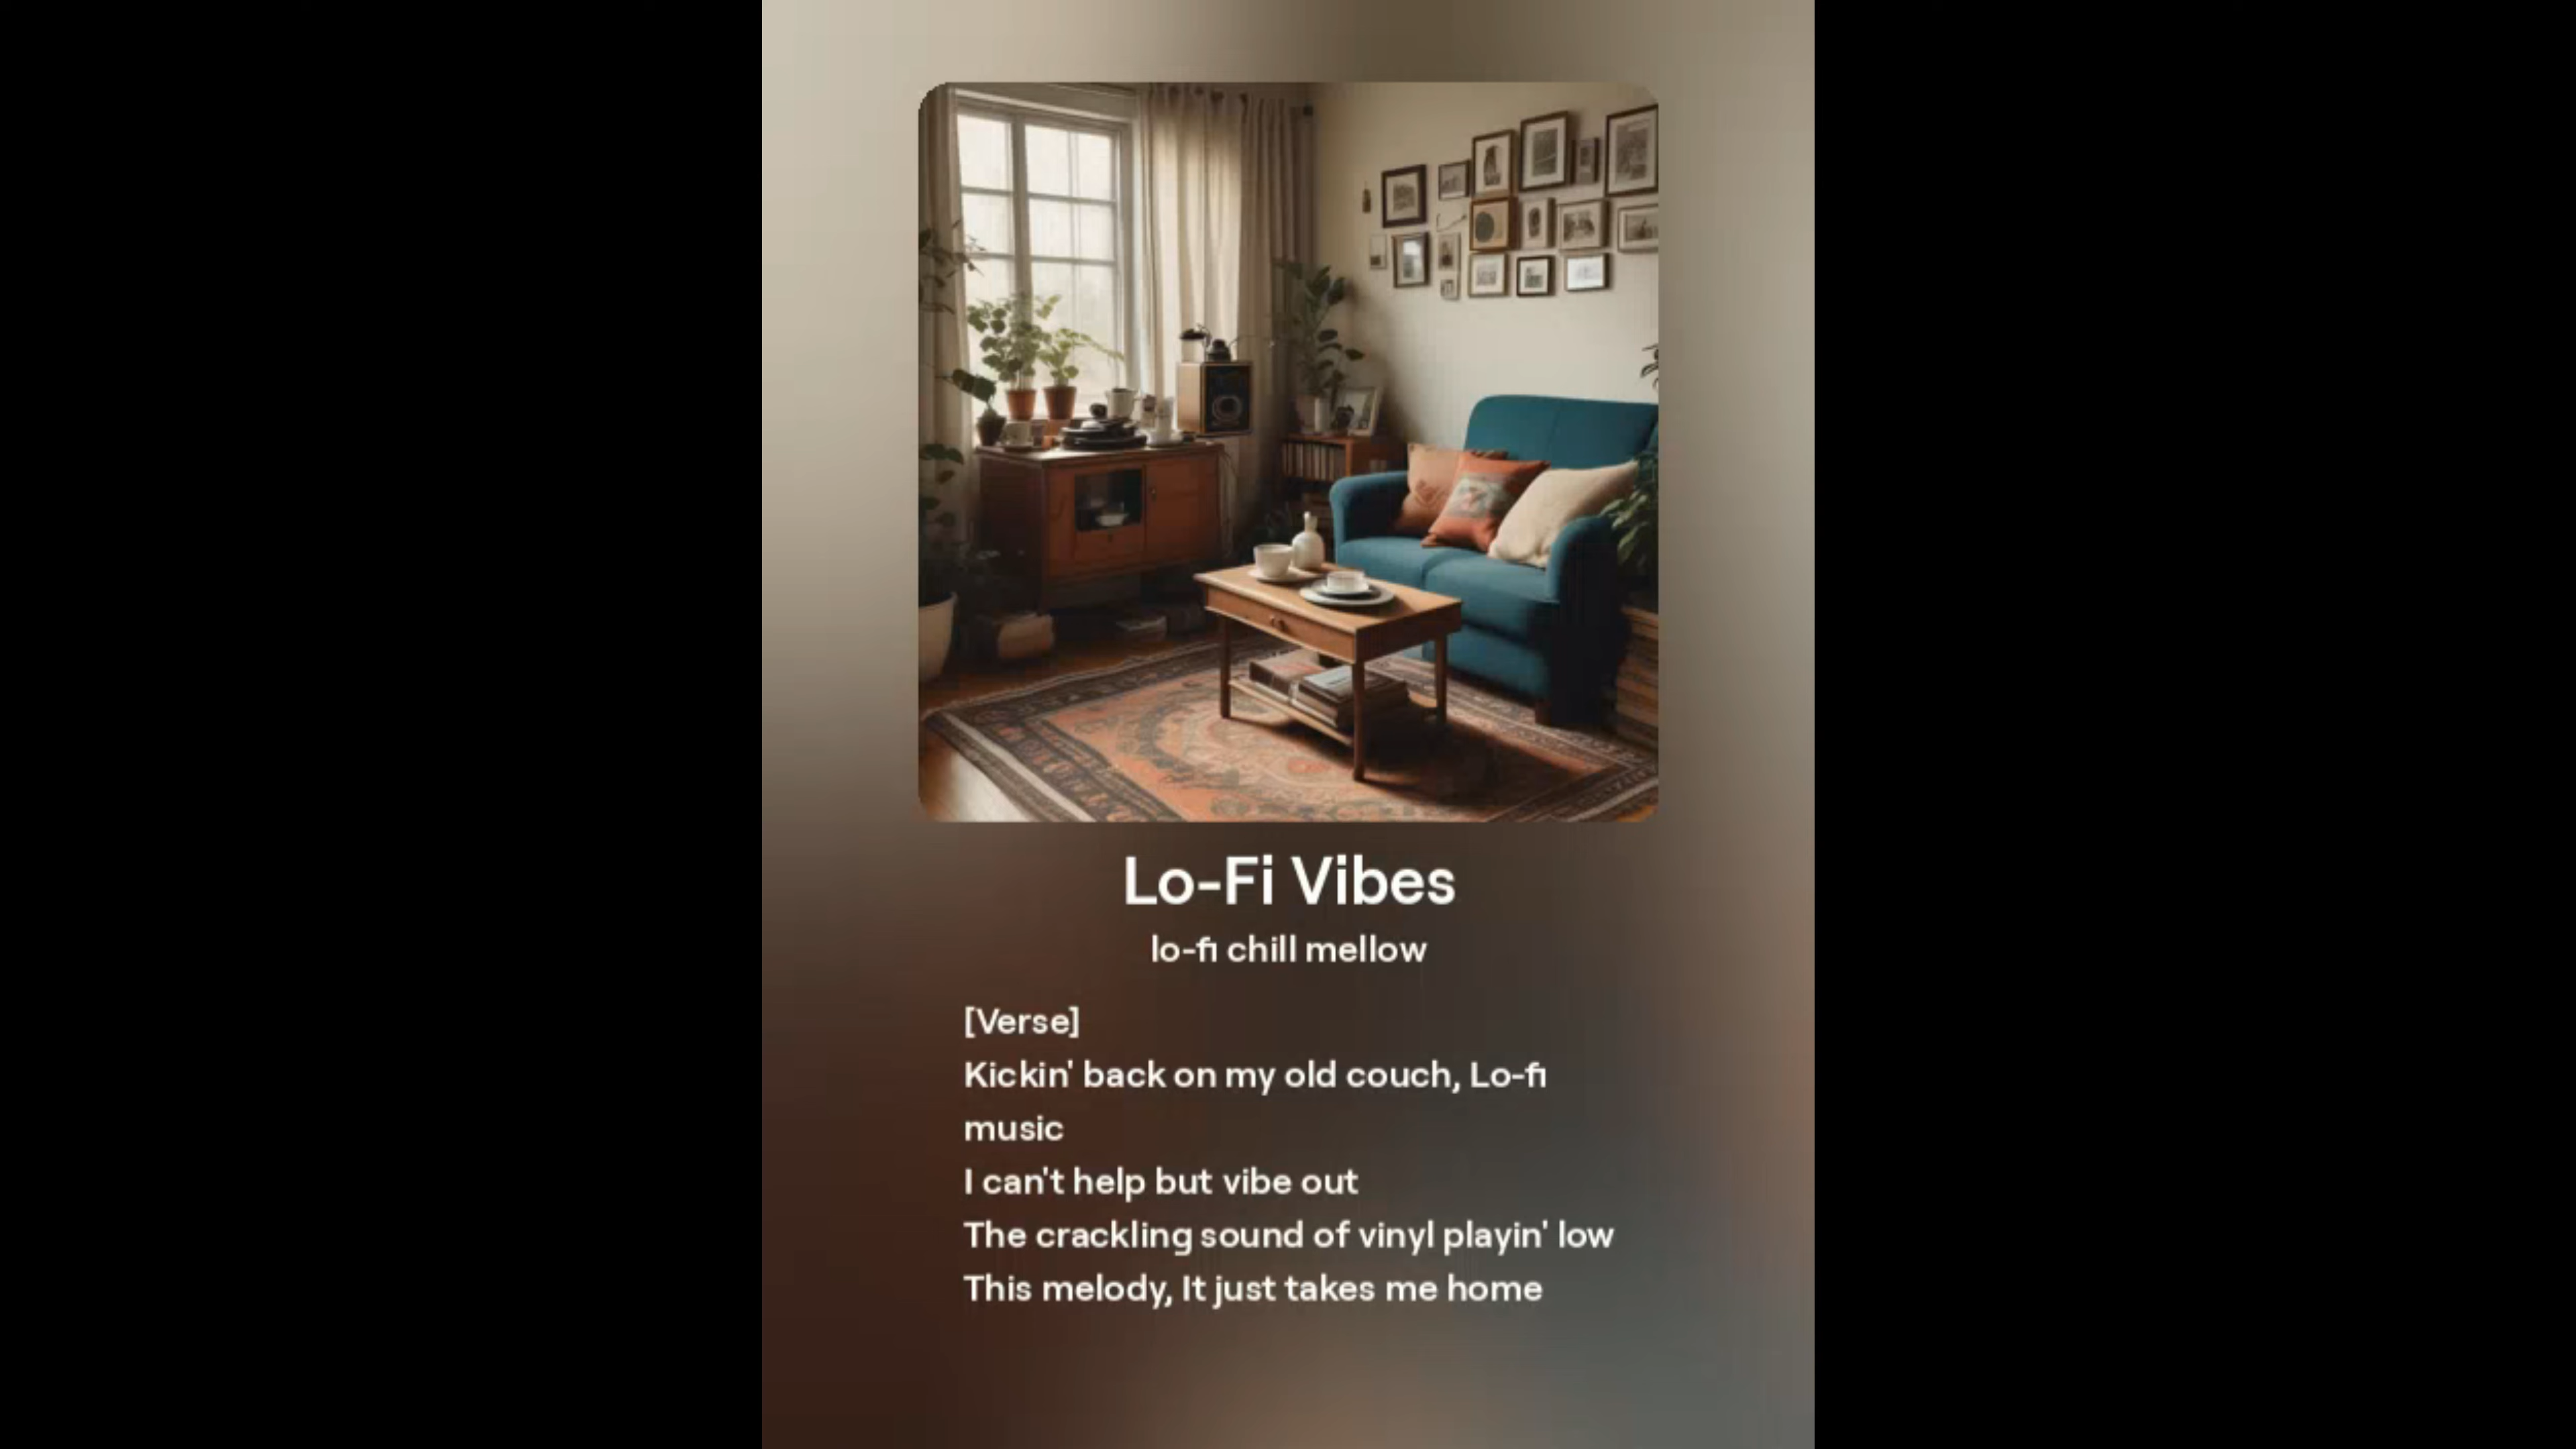 Lo-Fi Vibes
lo-fi chill mellow
[Verse]
Kickin' back on my old couch, Lo-fi
music
I can't help but vibe out
The crackling sound of vinyl playin' low
This melody, It just takes me home